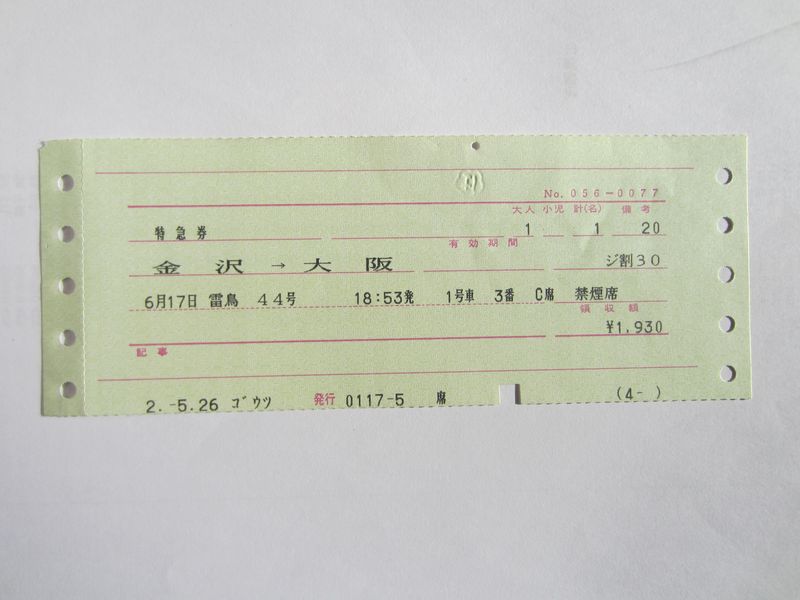 No. 056-0077
大人 小児 計(名) 備考
特急券 1 1 20
有効期間
金沢→大阪 ジ割30
6月17日 雷鳥 44号 18:53発 1号車 3番 C席 禁煙席
領収額
¥1,930
記事
2.-5.26 ゴウツ 発行 0117-5 席 (4- )